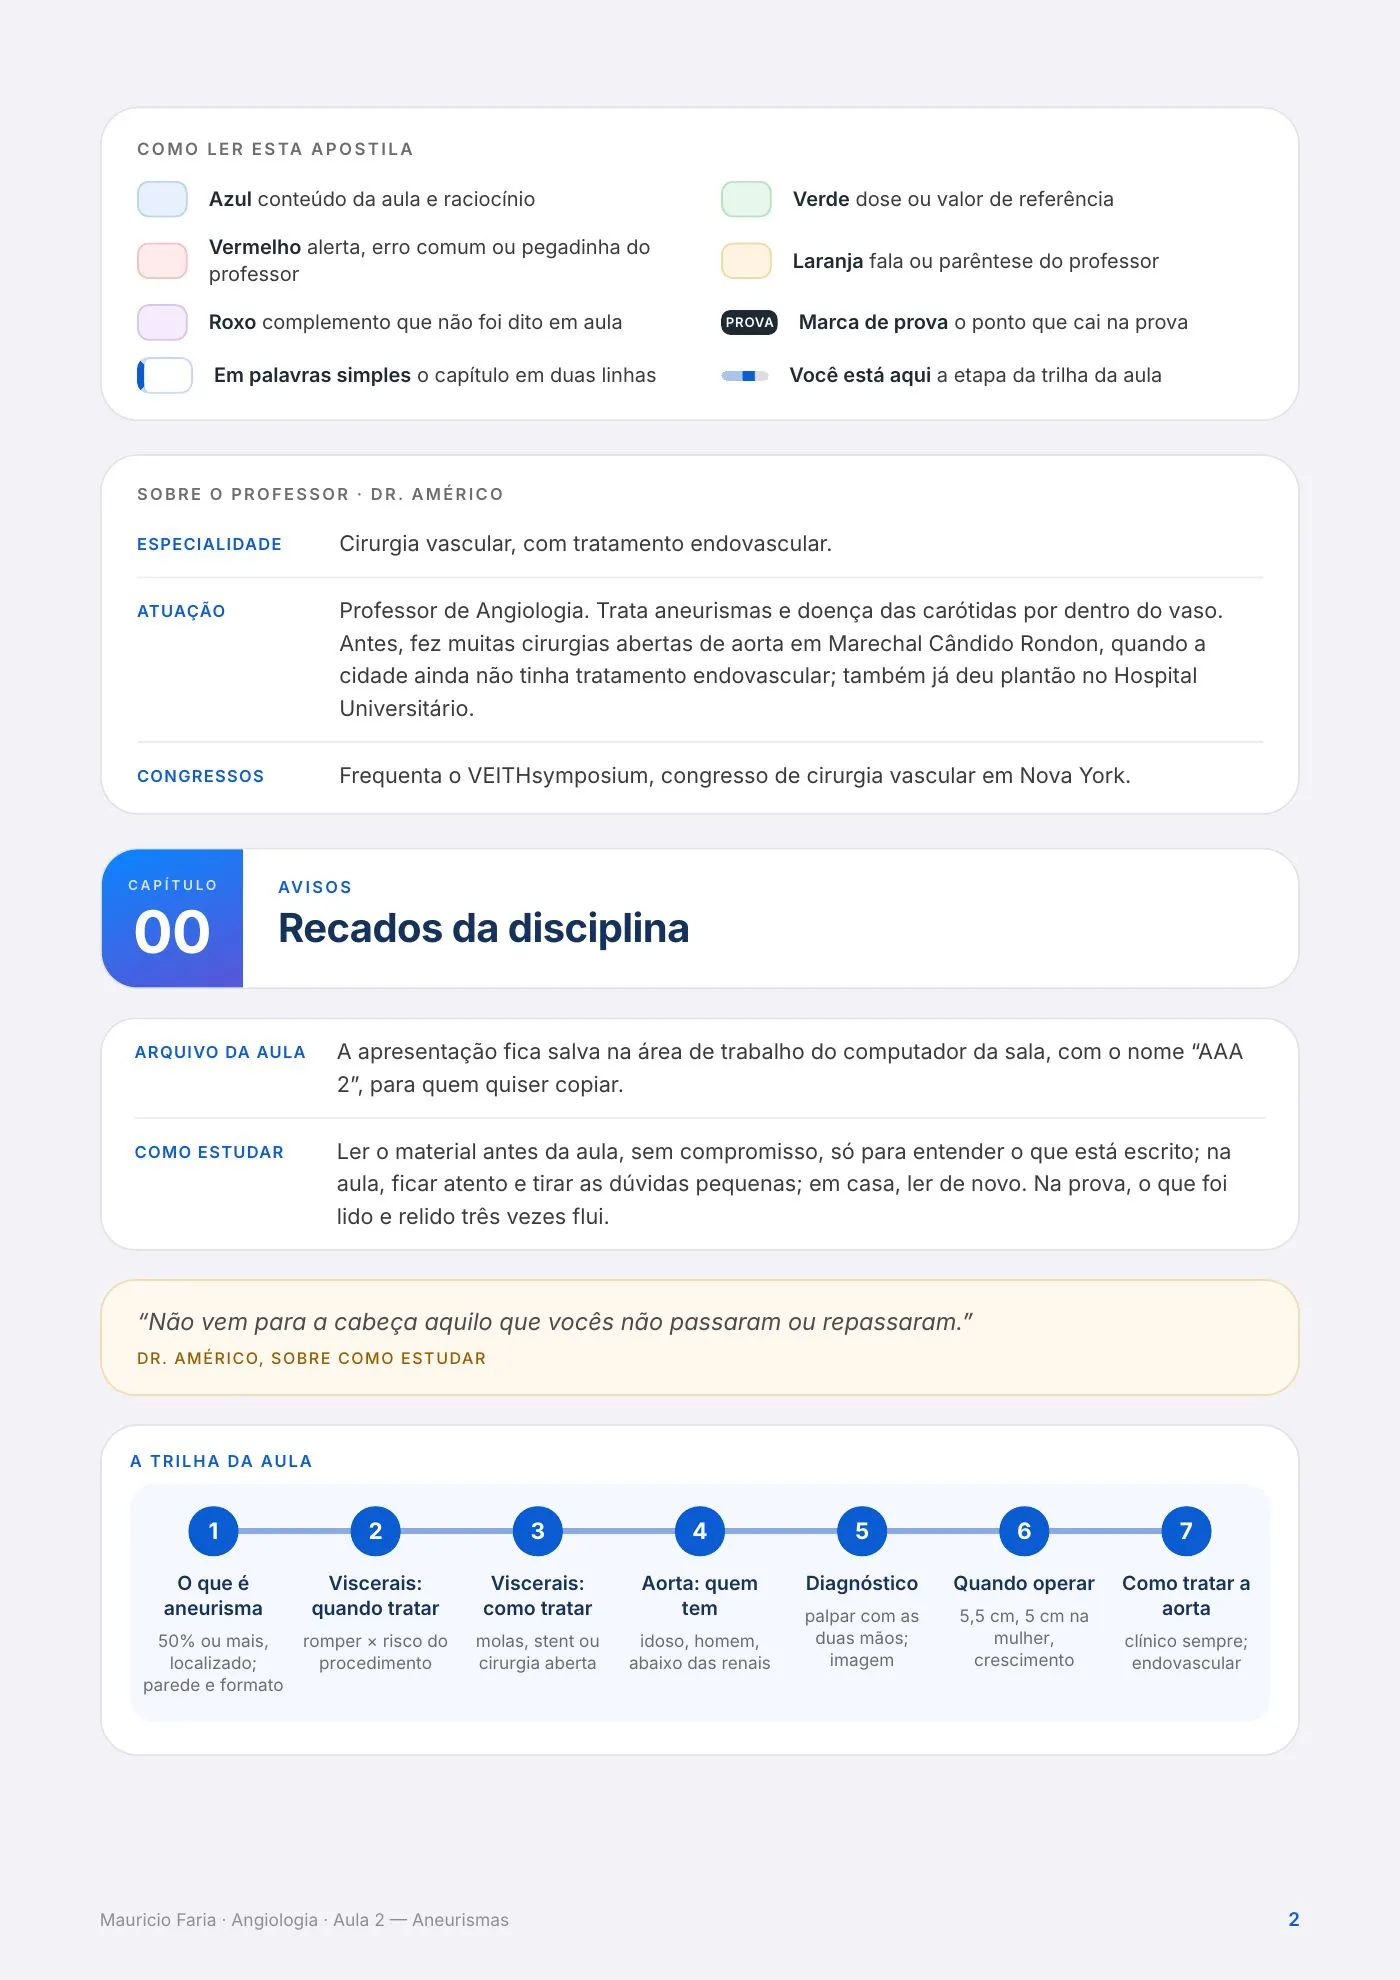 COMO LER ESTA APOSTILA
Azul conteúdo da aula e raciocínio
Verde dose ou valor de referência
Vermelho alerta, erro comum ou pegadinha do
professor
Laranja fala ou parêntese do professor
Roxo complemento que não foi dito em aula
PROVA Marca de prova o ponto que cai na prova
Em palavras simples o capítulo em duas linhas
Você está aqui a etapa da trilha da aula
SOBRE O PROFESSOR · DR. AMÉRICO
ESPECIALIDADE Cirurgia vascular, com tratamento endovascular.
ATUAÇÃO Professor de Angiologia. Trata aneurismas e doença das carótidas por dentro do vaso.
Antes, fez muitas cirurgias abertas de aorta em Marechal Cândido Rondon, quando a
cidade ainda não tinha tratamento endovascular; também já deu plantão no Hospital
Universitário.
CONGRESSOS Frequenta o VEITHsymposium, congresso de cirurgia vascular em Nova York.
CAPÍTULO
00
AVISOS
Recados da disciplina
ARQUIVO DA AULA A apresentação fica salva na área de trabalho do computador da sala, com o nome “AAA
2”, para quem quiser copiar.
COMO ESTUDAR Ler o material antes da aula, sem compromisso, só para entender o que está escrito; na
aula, ficar atento e tirar as dúvidas pequenas; em casa, ler de novo. Na prova, o que foi
lido e relido três vezes flui.
“Não vem para a cabeça aquilo que vocês não passaram ou repassaram.”
DR. AMÉRICO, SOBRE COMO ESTUDAR
A TRILHA DA AULA
1
O que é
aneurisma
50% ou mais,
localizado;
parede e formato
2
Viscerais:
quando tratar
romper × risco do
procedimento
3
Viscerais:
como tratar
molas, stent ou
cirurgia aberta
4
Aorta: quem
tem
idoso, homem,
abaixo das renais
5
Diagnóstico
palpar com as
duas mãos;
imagem
6
Quando operar
5,5 cm, 5 cm na
mulher,
crescimento
7
Como tratar a
aorta
clínico sempre;
endovascular
Mauricio Faria · Angiologia · Aula 2 — Aneurismas
2